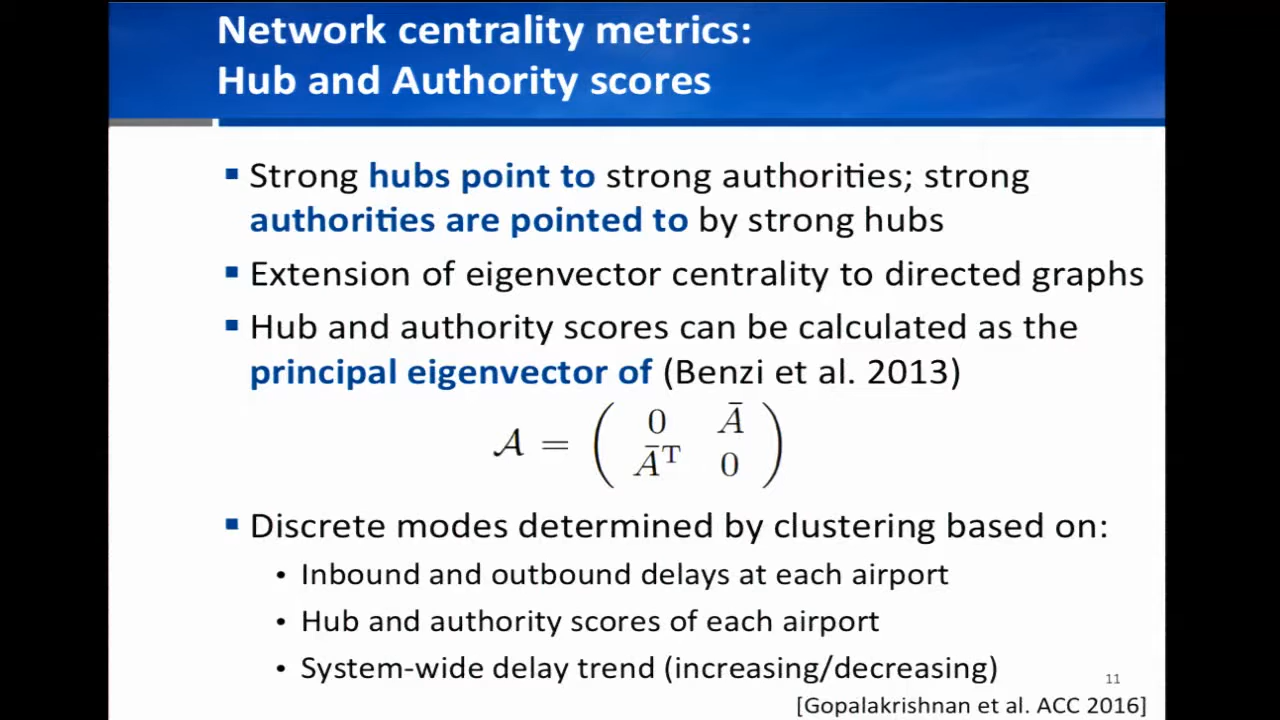 Network centrality metrics:
Hub and Authority scores
▪ Strong hubs point to strong authorities; strong
authorities are pointed to by strong hubs
▪ Extension of eigenvector centrality to directed graphs
▪ Hub and authority scores can be calculated as the
principal eigenvector of (Benzi et al. 2013)
𝒜 = ( 0 Ā
Āᵀ 0 )
▪ Discrete modes determined by clustering based on:
• Inbound and outbound delays at each airport
• Hub and authority scores of each airport
• System-wide delay trend (increasing/decreasing)
11
[Gopalakrishnan et al. ACC 2016]